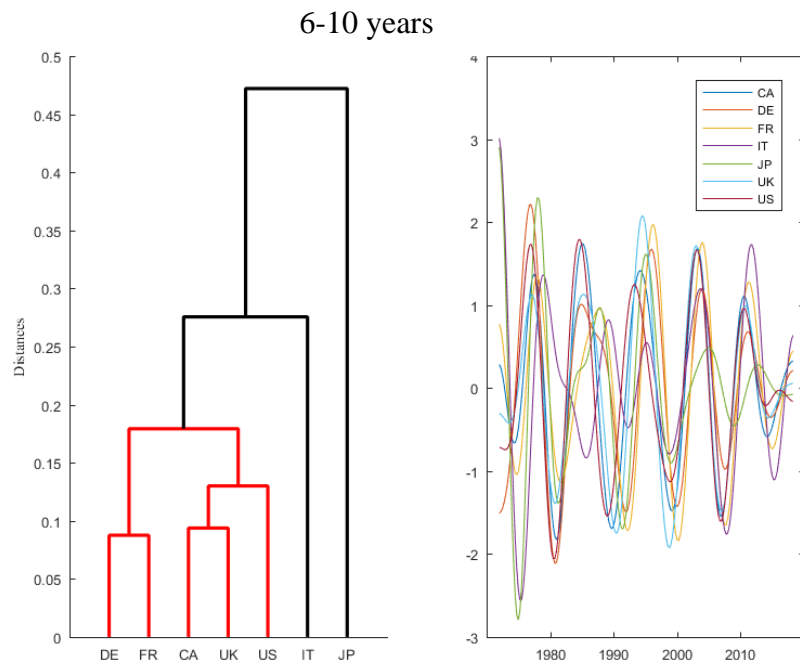 6-10 years
0.5
0.45
0.4
0.35
0.3
0.25
0.2
0.15
0.1
0.05
0
Distances
DE FR CA UK US IT JP
4
3
2
1
0
-1
-2
-3
1980 1990 2000 2010
CA
DE
FR
IT
JP
UK
US